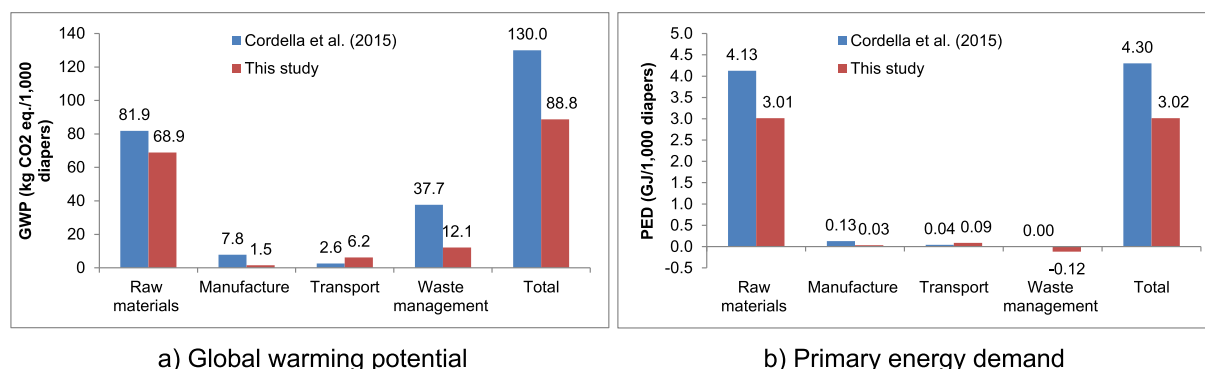 140
120
100
80
60
40
20
0
GWP (kg CO2 eq./1,000
diapers)
Cordella et al. (2015)
This study
81.9
68.9
7.8
1.5
2.6
6.2
37.7
12.1
130.0
88.8
Raw
materials
Manufacture
Transport
Waste
management
Total
a) Global warming potential
5.0
4.5
4.0
3.5
3.0
2.5
2.0
1.5
1.0
0.5
0.0
-0.5
PED (GJ/1,000 diapers)
Cordella et al. (2015)
This study
4.13
3.01
0.13
0.03
0.04
0.09
0.00
-0.12
4.30
3.02
Raw
materials
Manufacture
Transport
Waste
management
Total
b) Primary energy demand